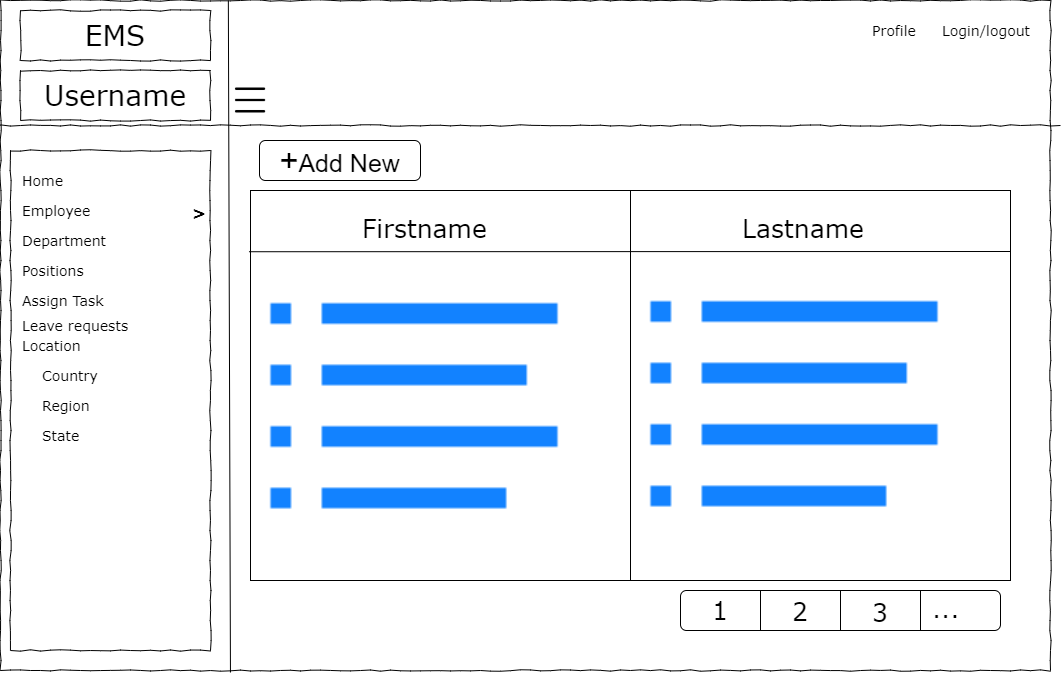 EMS
Profile Login/logout
Username
+Add New
Home
Employee >
Department
Positions
Assign Task
Leave requests
Location
Country
Region
State
Firstname Lastname
1 2 3 ...